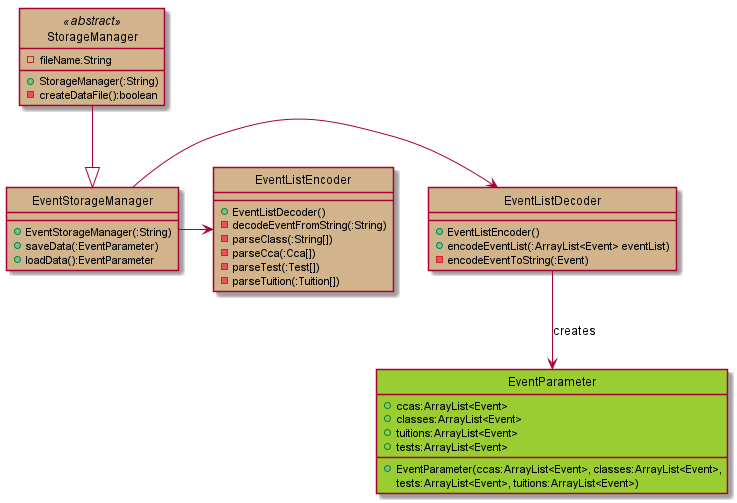 «abstract»
StorageManager
fileName:String
StorageManager(:String)
createDataFile():boolean
EventStorageManager
EventStorageManager(:String)
saveData(:EventParameter)
loadData():EventParameter
EventListEncoder
EventListDecoder()
decodeEventFromString(:String)
parseClass(:String[])
parseCca(:Cca[])
parseTest(:Test[])
parseTuition(:Tuition[])
EventListDecoder
EventListEncoder()
encodeEventList(:ArrayList<Event> eventList)
encodeEventToString(:Event)
creates
EventParameter
ccas:ArrayList<Event>
classes:ArrayList<Event>
tuitions:ArrayList<Event>
tests:ArrayList<Event>
EventParameter(ccas:ArrayList<Event>, classes:ArrayList<Event>,
tests:ArrayList<Event>, tuitions:ArrayList<Event>)